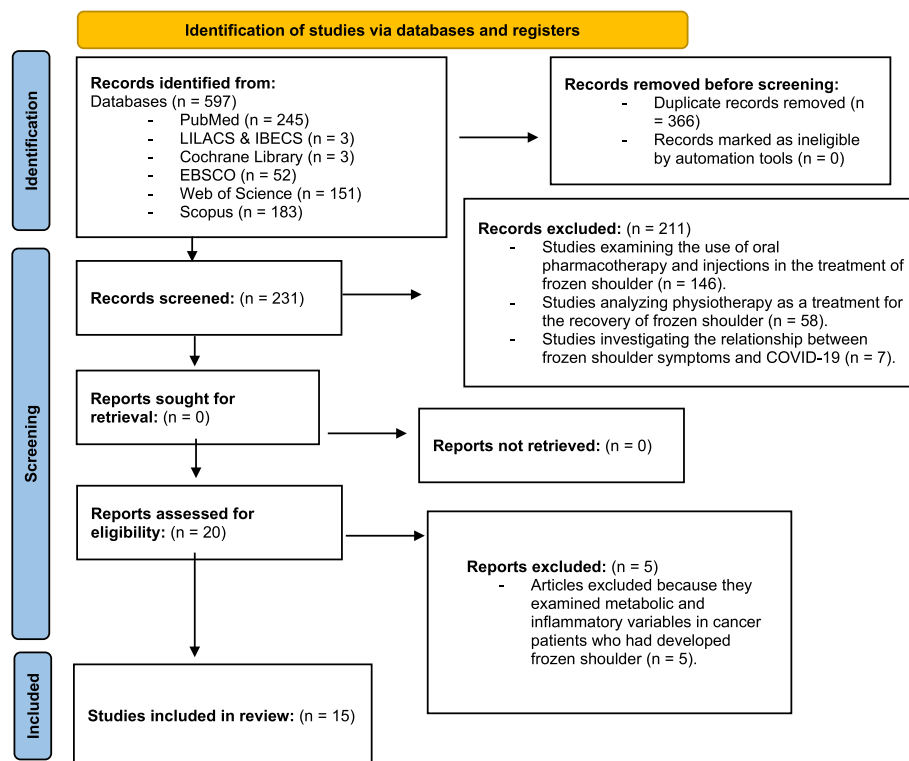 Identification of studies via databases and registers
Identification
Records identified from:
Databases (n = 597)
- PubMed (n = 245)
- LILACS & IBECS (n = 3)
- Cochrane Library (n = 3)
- EBSCO (n = 52)
- Web of Science (n = 151)
- Scopus (n = 183)
Records removed before screening:
- Duplicate records removed (n
= 366)
- Records marked as ineligible
by automation tools (n = 0)
Screening
Records screened: (n = 231)
Records excluded: (n = 211)
- Studies examining the use of oral
pharmacotherapy and injections in the treatment of
frozen shoulder (n = 146).
- Studies analyzing physiotherapy as a treatment for
the recovery of frozen shoulder (n = 58).
- Studies investigating the relationship between
frozen shoulder symptoms and COVID-19 (n = 7).
Reports sought for
retrieval: (n = 0)
Reports not retrieved: (n = 0)
Reports assessed for
eligibility: (n = 20)
Reports excluded: (n = 5)
- Articles excluded because they
examined metabolic and
inflammatory variables in cancer
patients who had developed
frozen shoulder (n = 5).
Included
Studies included in review: (n = 15)